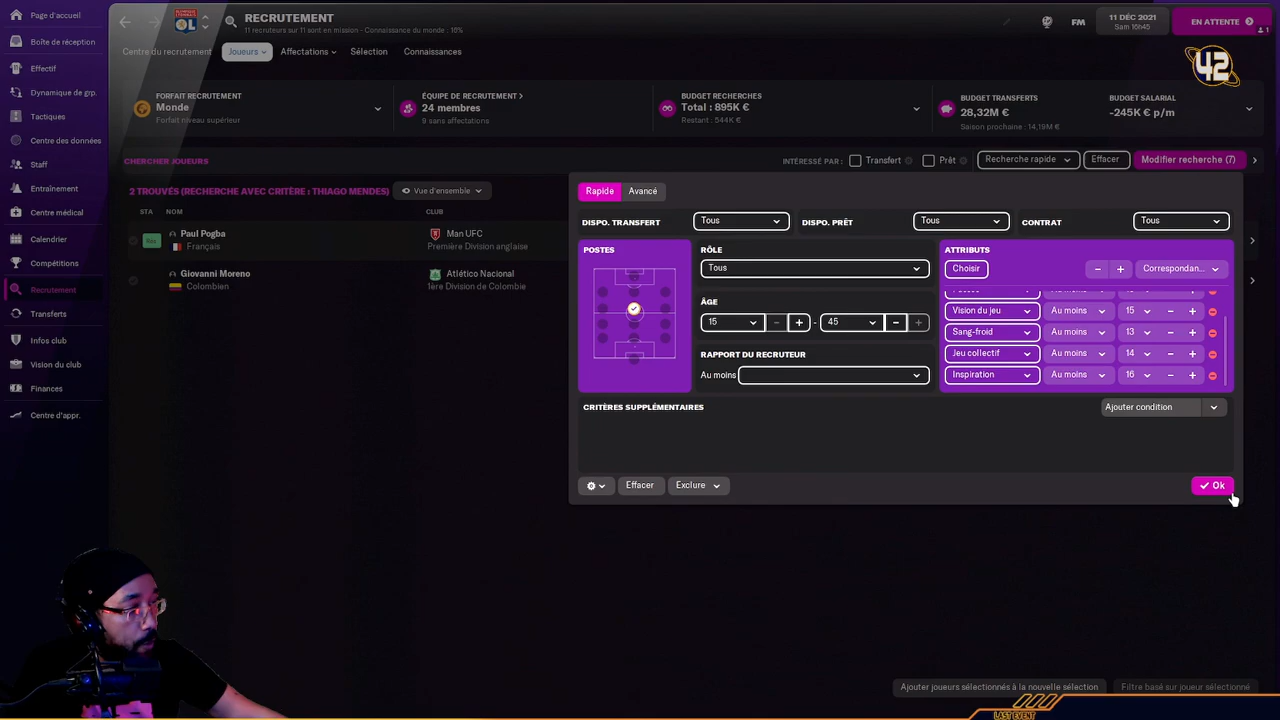 Page d'accueil
Boîte de réception
Effectif
Dynamique de grp.
Tactiques
Centre des données
Staff
Entraînement
Centre médical
Calendrier
Compétitions
Recrutement
Transferts
Infos club
Vision du club
Finances
Centre d'appr.
RECRUTEMENT
11 recruteurs sur 11 sont en mission - Connaissance du monde : 16%
FM
11 DÉC 2021
Sam 16h45
EN ATTENTE
1
42
Centre du recrutement
Joueurs
Affectations
Sélection
Connaissances
FORFAIT RECRUTEMENT
Monde
Forfait niveau supérieur
ÉQUIPE DE RECRUTEMENT
24 membres
9 sans affectations
BUDGET RECHERCHES
Total : 895K €
Restant : 544K €
BUDGET TRANSFERTS
28,32M €
Saison prochaine : 14,19M €
BUDGET SALARIAL
-245K € p/m
CHERCHER JOUEURS
INTÉRESSÉ PAR :
Transfert
Prêt
Recherche rapide
Effacer
Modifier recherche (7)
2 TROUVÉS (RECHERCHE AVEC CRITÈRE : THIAGO MENDES)
Vue d'ensemble
STA
NOM
CLUB
Paul Pogba
Français
Man UFC
Première Division anglaise
Giovanni Moreno
Colombien
Atlético Nacional
1ère Division de Colombie
Rapide
Avancé
DISPO. TRANSFERT
Tous
DISPO. PRÊT
Tous
CONTRAT
Tous
POSTES
RÔLE
Tous
ÂGE
15
-
45
RAPPORT DU RECRUTEUR
Au moins
ATTRIBUTS
Choisir
Correspondan...
Vision du jeu Au moins 15
Sang-froid Au moins 13
Jeu collectif Au moins 14
Inspiration Au moins 16
CRITÈRES SUPPLÉMENTAIRES
Ajouter condition
Effacer
Exclure
Ok
Ajouter joueurs sélectionnés à la nouvelle sélection
Filtre basé sur joueur sélectionné
LAST EVENT